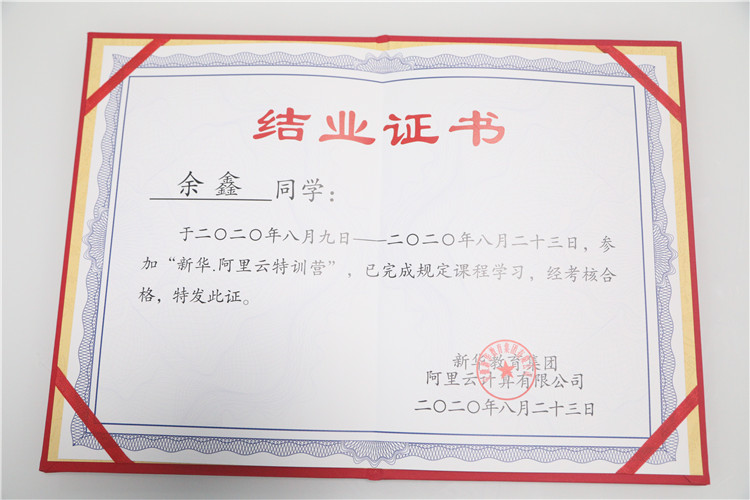 结业证书
余鑫 同学：
于二〇二〇年八月九日——二〇二〇年八月二十三日，参
加“新华.阿里云特训营”，已完成规定课程学习，经考核合
格，特发此证。
新华教育集团
阿里云计算有限公司
二〇二〇年八月二十三日